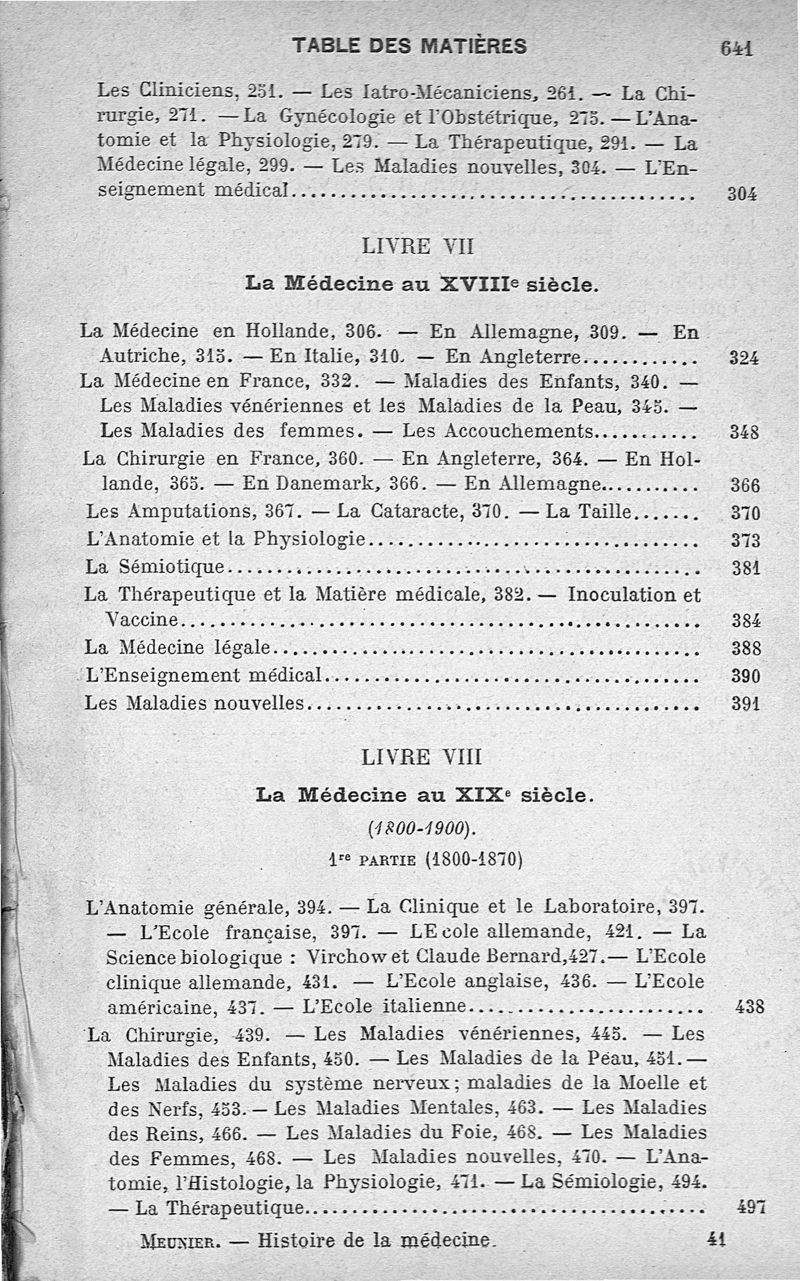 TABLE DES MATIÈRES 641
Les Cliniciens, 251. — Les Iatro-Mécaniciens, 261. — La Chi-
rurgie, 271. — La Gynécologie et l'Obstétrique, 275. — L'Ana-
tomie et la Physiologie, 279. — La Thérapeutique, 291. — La
Médecine légale, 299. — Les Maladies nouvelles, 304. — L'En-
seignement médical........................................ 304
LIVRE VII
La Médecine au XVIIIe siècle.
La Médecine en Hollande, 306. — En Allemagne, 309. — En
Autriche, 315. — En Italie, 310. — En Angleterre............ 324
La Médecine en France, 332. — Maladies des Enfants, 340. —
Les Maladies vénériennes et les Maladies de la Peau, 345. —
Les Maladies des femmes. — Les Accouchements........... 348
La Chirurgie en France, 360. — En Angleterre, 364. — En Hol-
lande, 365. — En Danemark, 366. — En Allemagne........... 366
Les Amputations, 367. — La Cataracte, 370. — La Taille....... 370
L'Anatomie et la Physiologie.................................. 373
La Sémiotique................................................ 381
La Thérapeutique et la Matière médicale, 382. — Inoculation et
Vaccine..................................................... 384
La Médecine légale........................................... 388
L'Enseignement médical...................................... 390
Les Maladies nouvelles........................................ 391
LIVRE VIII
La Médecine au XIXe siècle.
(1800-1900).
1re PARTIE (1800-1870)
L'Anatomie générale, 394. — La Clinique et le Laboratoire, 397.
— L'Ecole française, 397. — LEcole allemande, 421. — La
Science biologique : Virchow et Claude Bernard,427.— L'Ecole
clinique allemande, 431. — L'Ecole anglaise, 436. — L'Ecole
américaine, 437. — L'Ecole italienne........................ 438
La Chirurgie, 439. — Les Maladies vénériennes, 445. — Les
Maladies des Enfants, 450. — Les Maladies de la Peau, 451.—
Les Maladies du système nerveux; maladies de la Moelle et
des Nerfs, 453. — Les Maladies Mentales, 463. — Les Maladies
des Reins, 466. — Les Maladies du Foie, 468. — Les Maladies
des Femmes, 468. — Les Maladies nouvelles, 470. — L'Ana-
tomie, l'Histologie, la Physiologie, 471. — La Sémiologie, 494.
— La Thérapeutique........................................ 497
MEUNIER. — Histoire de la médecine. 41